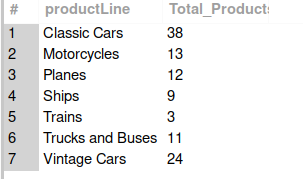 # productLine Total_Products
1 Classic Cars 38
2 Motorcycles 13
3 Planes 12
4 Ships 9
5 Trains 3
6 Trucks and Buses 11
7 Vintage Cars 24